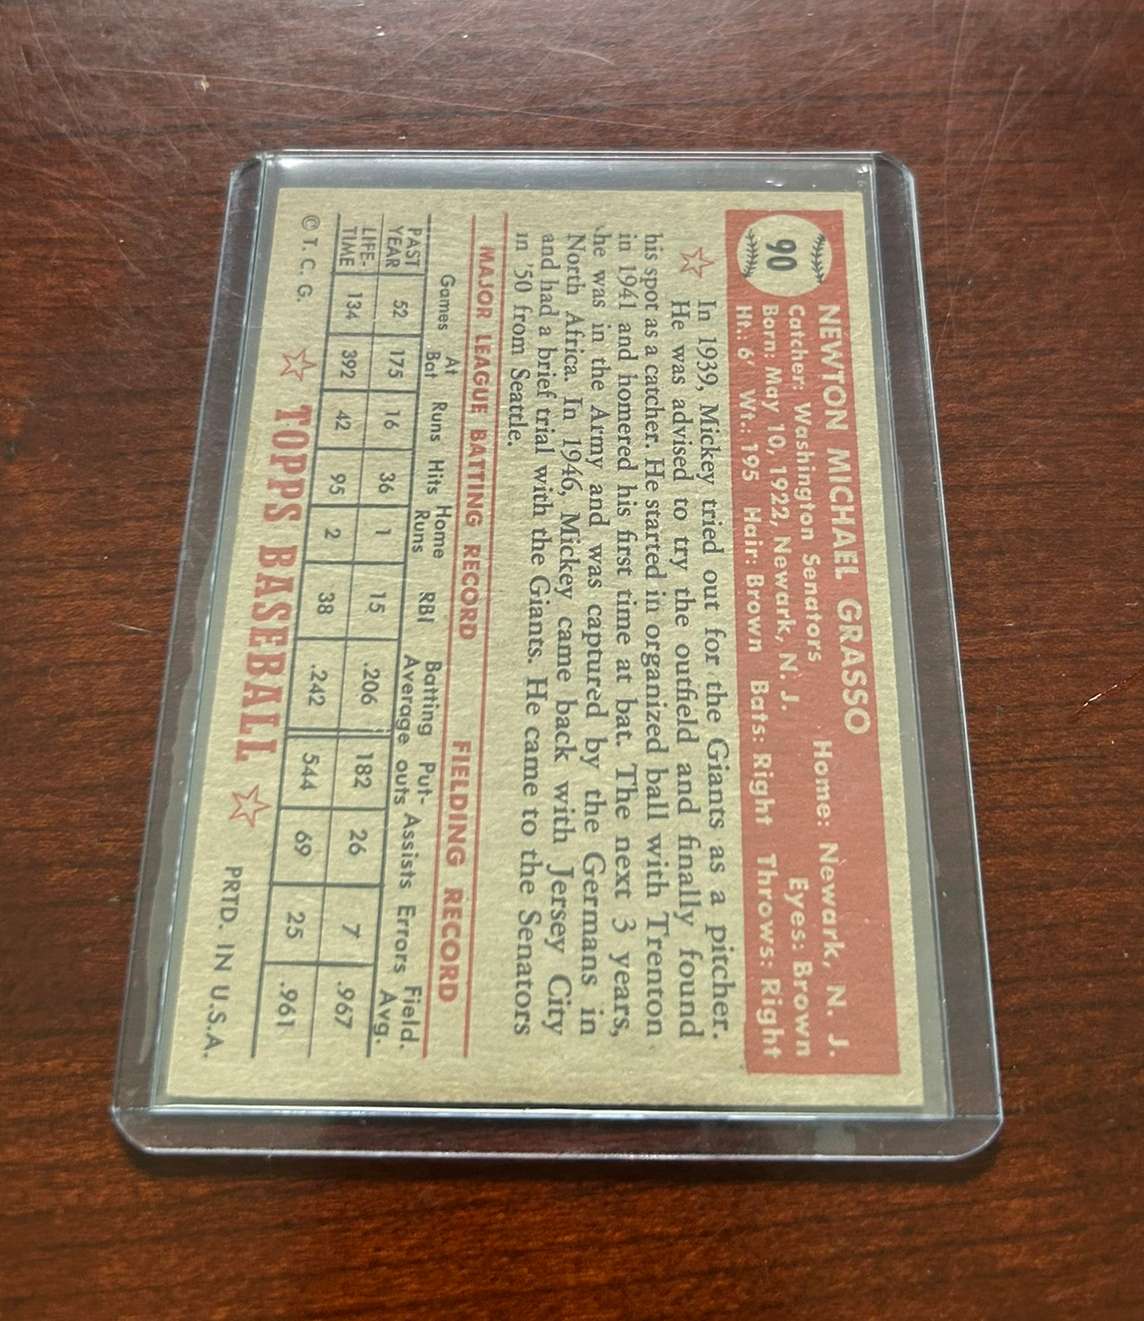 90
NEWTON MICHAEL GRASSO
Catcher: Washington Senators Home: Newark, N. J.
Born: May 10, 1922, Newark, N. J. Eyes: Brown
Ht.: 6' Wt.: 195 Hair: Brown Bats: Right Throws: Right
In 1939, Mickey tried out for the Giants as a pitcher.
He was advised to try the outfield and finally found
his spot as a catcher. He started in organized ball with Trenton
in 1941 and homered his first time at bat. The next 3 years,
he was in the Army and was captured by the Germans in
North Africa. In 1946, Mickey came back with Jersey City
and had a brief trial with the Giants. He came to the Senators
in '50 from Seattle.
MAJOR LEAGUE BATTING RECORD FIELDING RECORD
Games At Bat Runs Hits Home Runs RBI Batting Average Put-outs Assists Errors Field. Avg.
PAST YEAR 52 175 16 36 1 15 .206 182 26 7 .967
LIFE-TIME 134 392 42 95 2 38 .242 544 69 25 .961
© T. C. G. TOPPS BASEBALL PRTD. IN U.S.A.